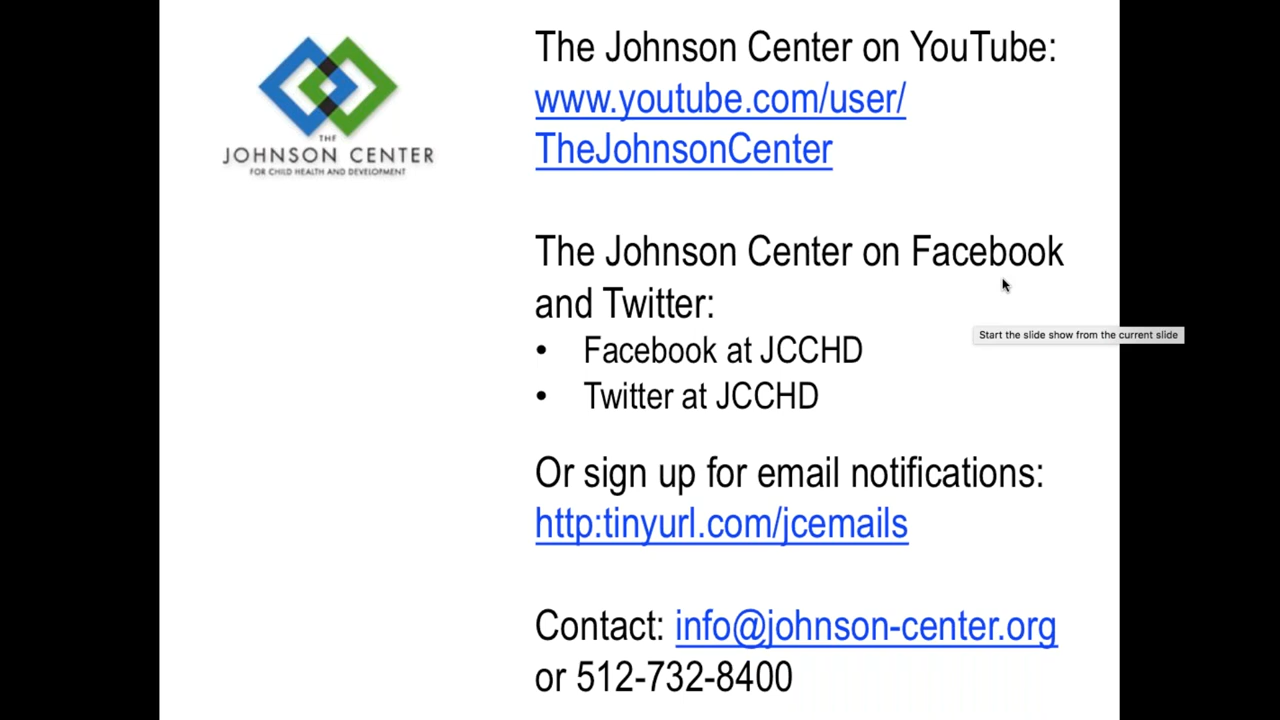 THE
JOHNSON CENTER
FOR CHILD HEALTH AND DEVELOPMENT
The Johnson Center on YouTube:
www.youtube.com/user/
TheJohnsonCenter
The Johnson Center on Facebook
and Twitter:
• Facebook at JCCHD
• Twitter at JCCHD
Start the slide show from the current slide
Or sign up for email notifications:
http:tinyurl.com/jcemails
Contact: info@johnson-center.org
or 512-732-8400